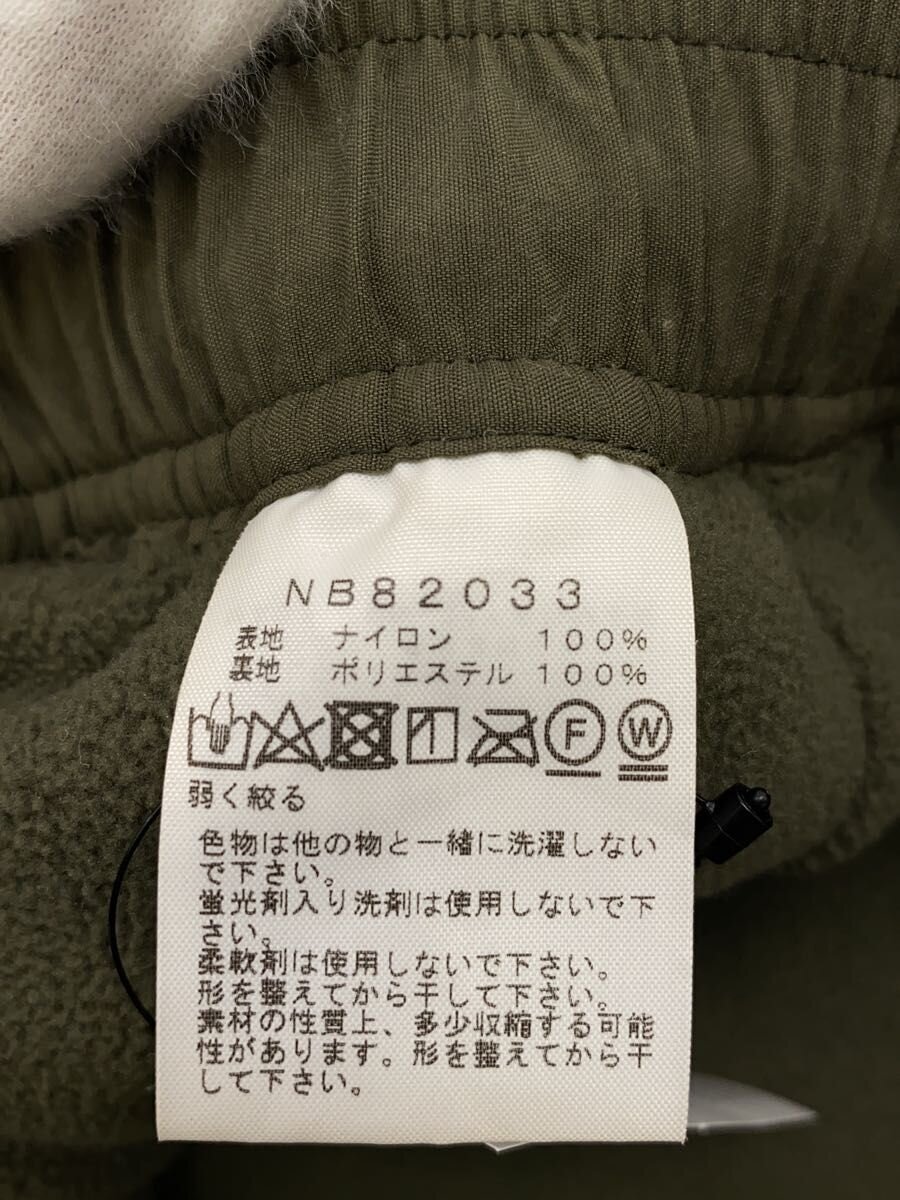 NB82033
表地 ナイロン 100%
裏地 ポリエステル 100%
F W
弱く絞る
色物は他の物と一緒に洗濯しない
で下さい。
蛍光剤入り洗剤は使用しないで下
さい。
柔軟剤は使用しないで下さい。
形を整えてから干して下さい。
素材の性質上、多少収縮する可能
性があります。形を整えてから干
して下さい。